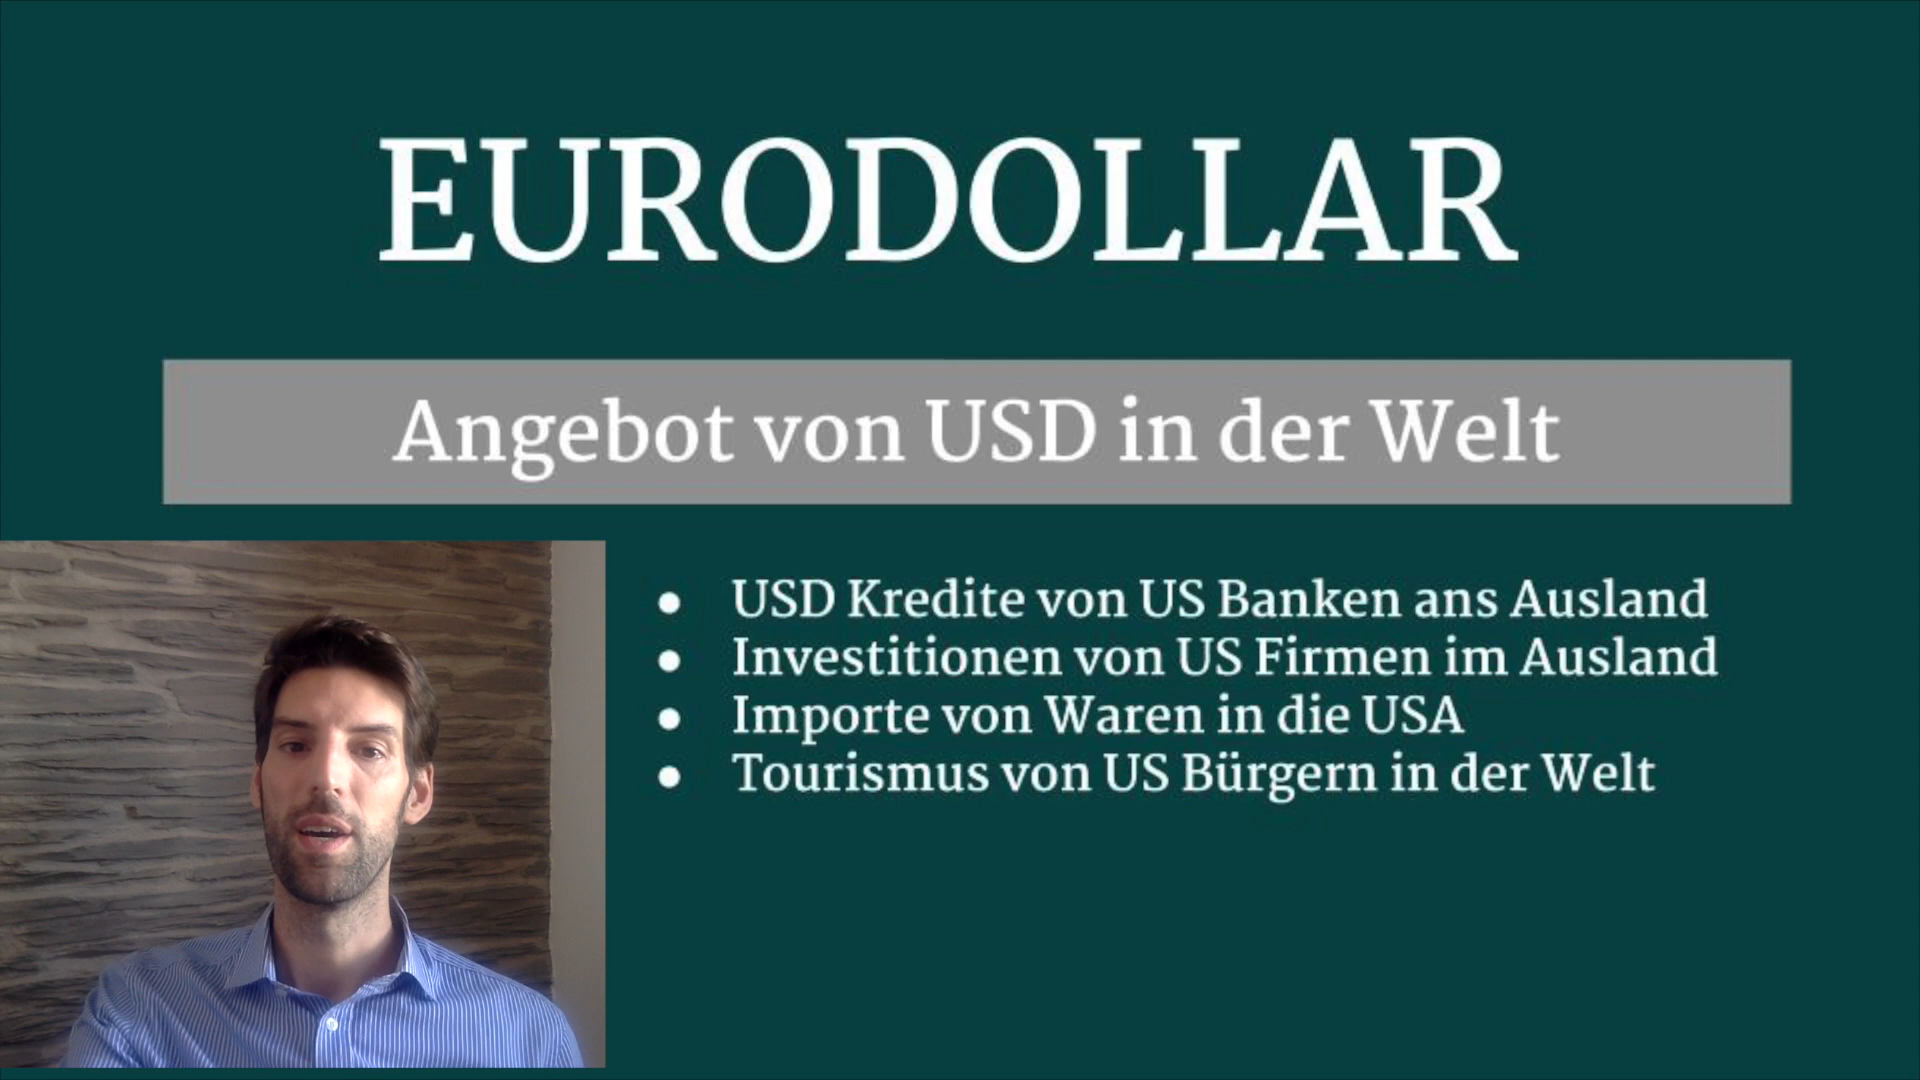 EURODOLLAR
Angebot von USD in der Welt
● USD Kredite von US Banken ans Ausland
● Investitionen von US Firmen im Ausland
● Importe von Waren in die USA
● Tourismus von US Bürgern in der Welt